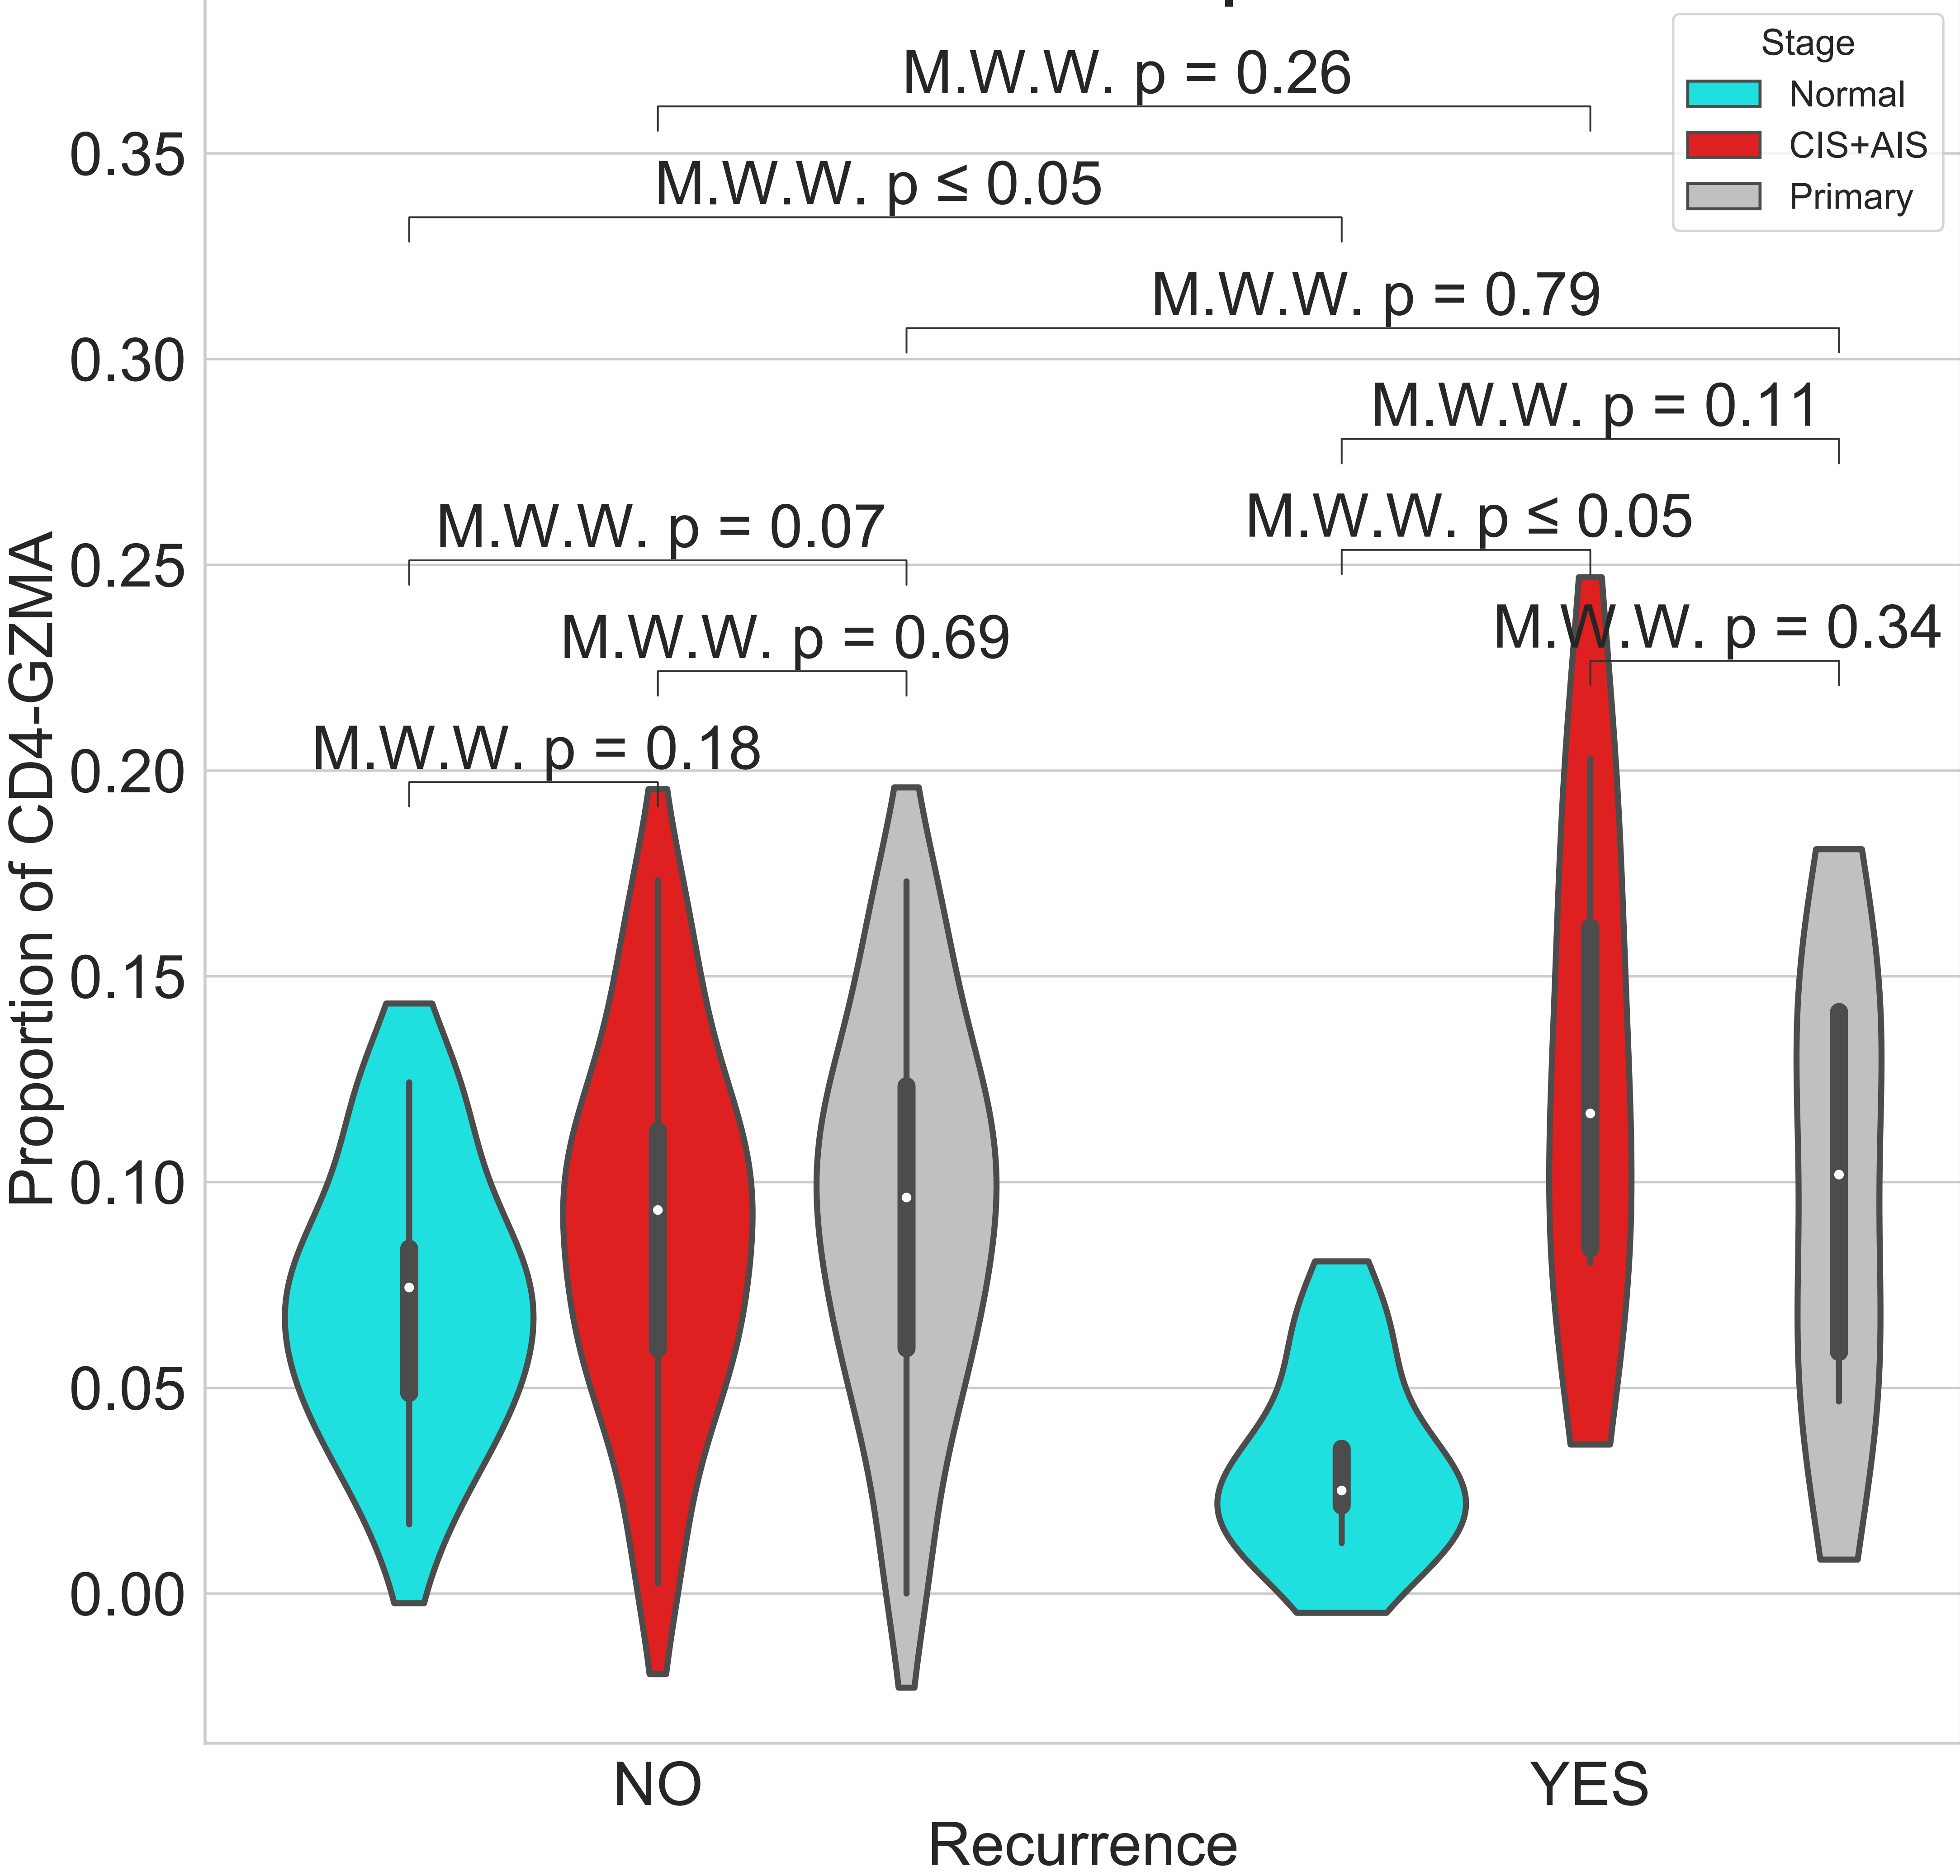 M.W.W. p = 0.26
Stage
Normal
CIS+AIS
Primary
0.35
M.W.W. p ≤ 0.05
M.W.W. p = 0.79
0.30
M.W.W. p = 0.11
M.W.W. p = 0.07
M.W.W. p ≤ 0.05
0.25
M.W.W. p = 0.69
M.W.W. p = 0.34
M.W.W. p = 0.18
0.20
0.15
0.10
0.05
0.00
Proportion of CD4-GZMA
NO
YES
Recurrence